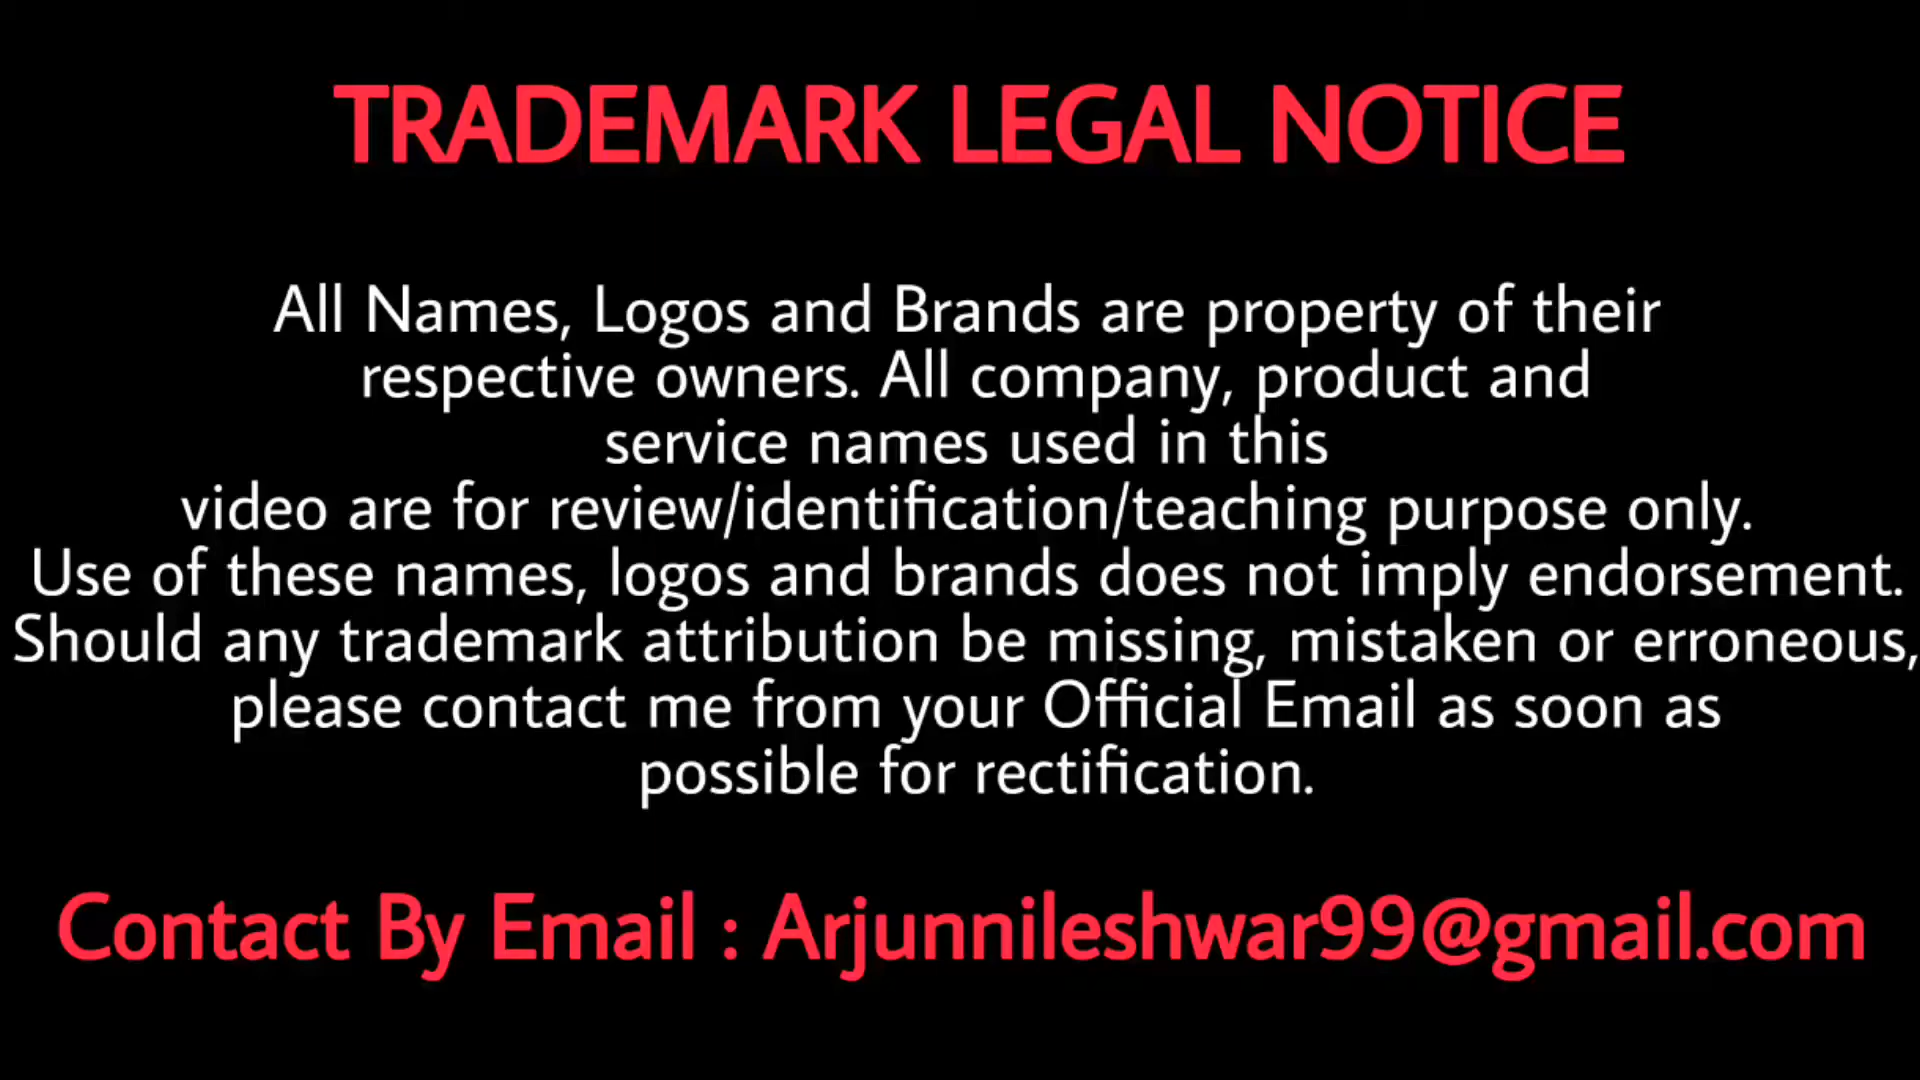 TRADEMARK LEGAL NOTICE
All Names, Logos and Brands are property of their
respective owners. All company, product and
service names used in this
video are for review/identification/teaching purpose only.
Use of these names, logos and brands does not imply endorsement.
Should any trademark attribution be missing, mistaken or erroneous,
please contact me from your Official Email as soon as
possible for rectification.
Contact By Email : Arjunnileshwar99@gmail.com